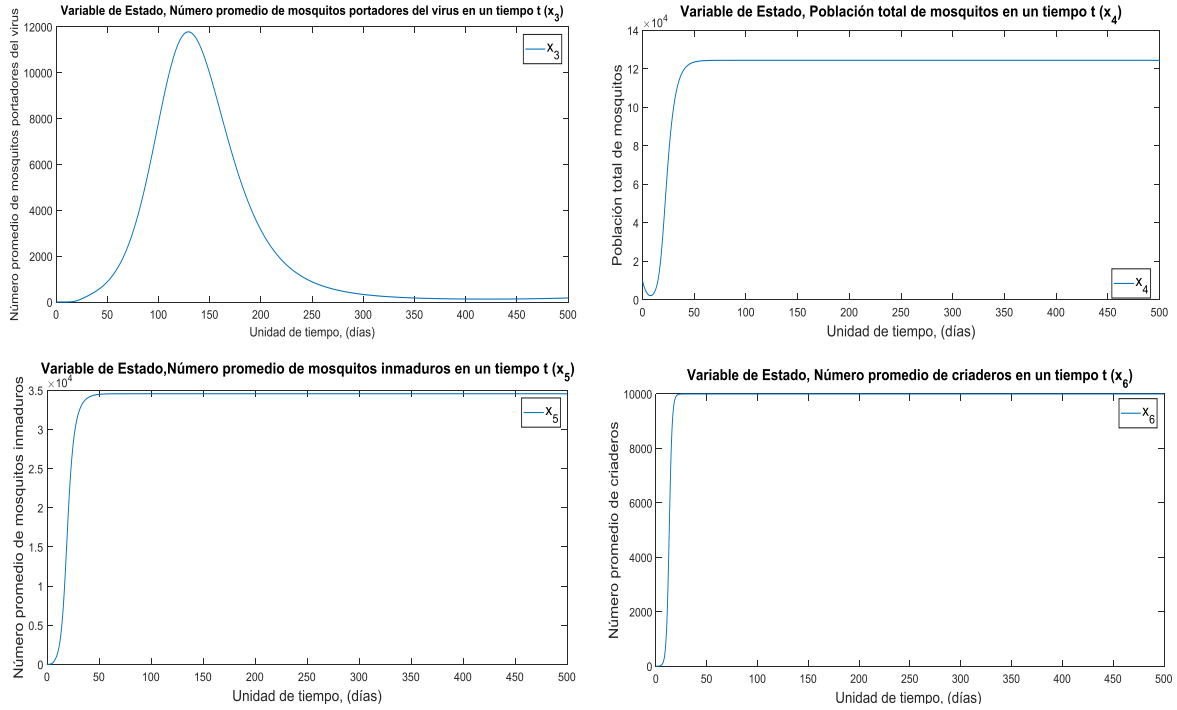 Variable de Estado, Número promedio de mosquitos portadores del virus en un tiempo t (x3)
Número promedio de mosquitos portadores del virus
12000
10000
8000
6000
4000
2000
0
x3
0 50 100 150 200 250 300 350 400 450 500
Unidad de tiempo, (días)
Variable de Estado, Población total de mosquitos en un tiempo t (x4)
×10^4
Población total de mosquitos
14
12
10
8
6
4
2
0
x4
0 50 100 150 200 250 300 350 400 450 500
Unidad de tiempo, (días)
Variable de Estado,Número promedio de mosquitos inmaduros en un tiempo t (x5)
×10^4
Número promedio de mosquitos inmaduros
3.5
3
2.5
2
1.5
1
0.5
0
x5
0 50 100 150 200 250 300 350 400 450 500
Unidad de tiempo, (días)
Variable de Estado, Número promedio de criaderos en un tiempo t (x6)
Número promedio de criaderos
10000
8000
6000
4000
2000
0
x6
0 50 100 150 200 250 300 350 400 450 500
Unidad de tiempo, (días)